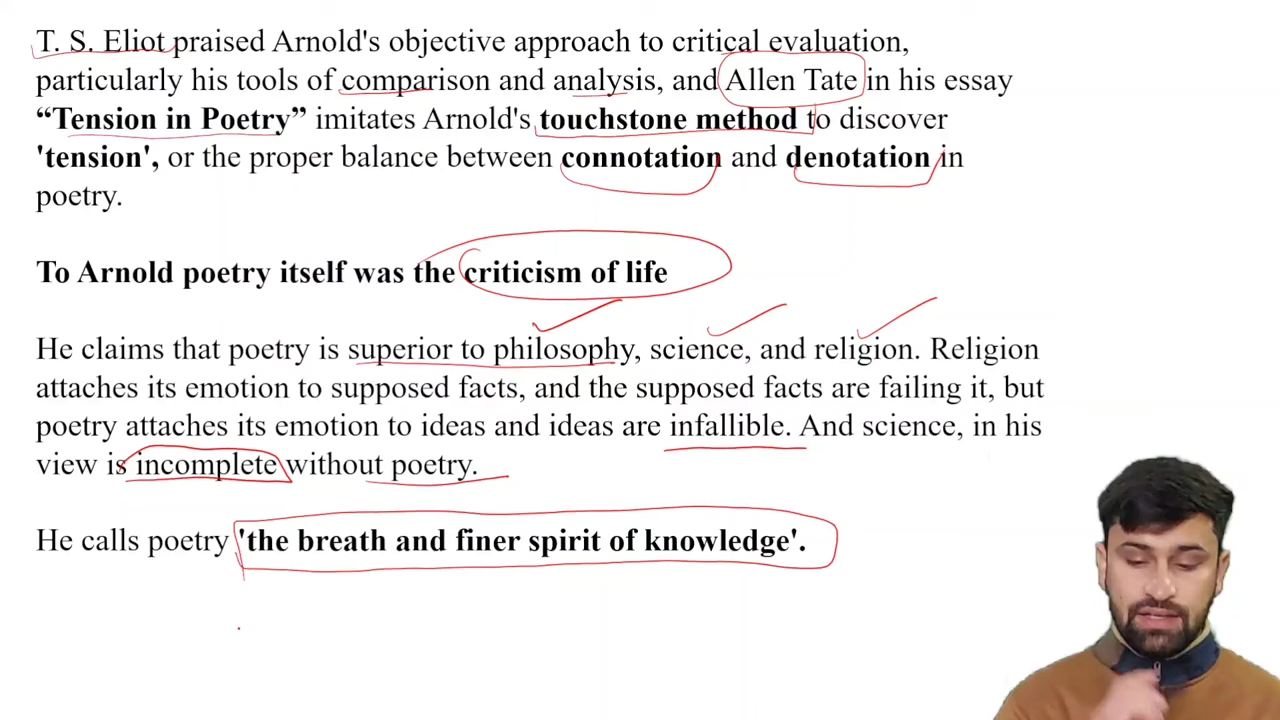 T. S. Eliot praised Arnold's objective approach to critical evaluation,
particularly his tools of comparison and analysis, and Allen Tate in his essay
“Tension in Poetry” imitates Arnold's touchstone method to discover
'tension', or the proper balance between connotation and denotation in
poetry.
To Arnold poetry itself was the criticism of life
He claims that poetry is superior to philosophy, science, and religion. Religion
attaches its emotion to supposed facts, and the supposed facts are failing it, but
poetry attaches its emotion to ideas and ideas are infallible. And science, in his
view is incomplete without poetry.
He calls poetry 'the breath and finer spirit of knowledge'.